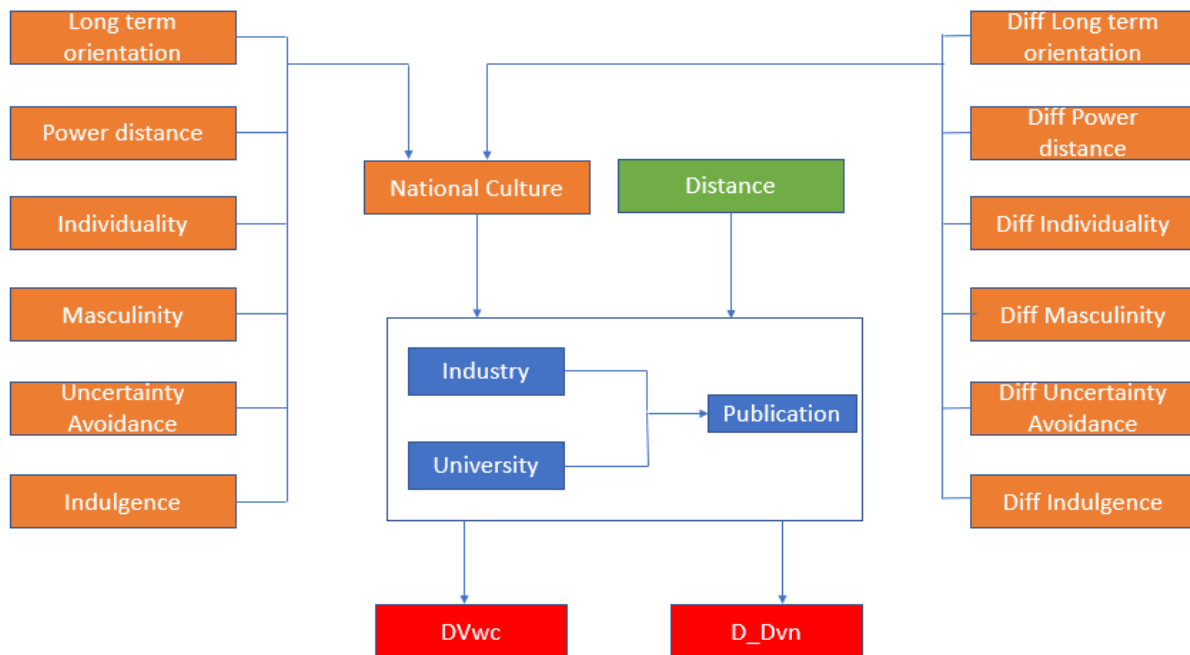 Long term
orientation
Diff Long term
orientation
Power distance
Diff Power
distance
National Culture
Distance
Individuality
Diff Individuality
Masculinity
Diff Masculinity
Industry
Publication
University
Uncertainty
Avoidance
Diff Uncertainty
Avoidance
Indulgence
Diff Indulgence
DVwc
D_Dvn